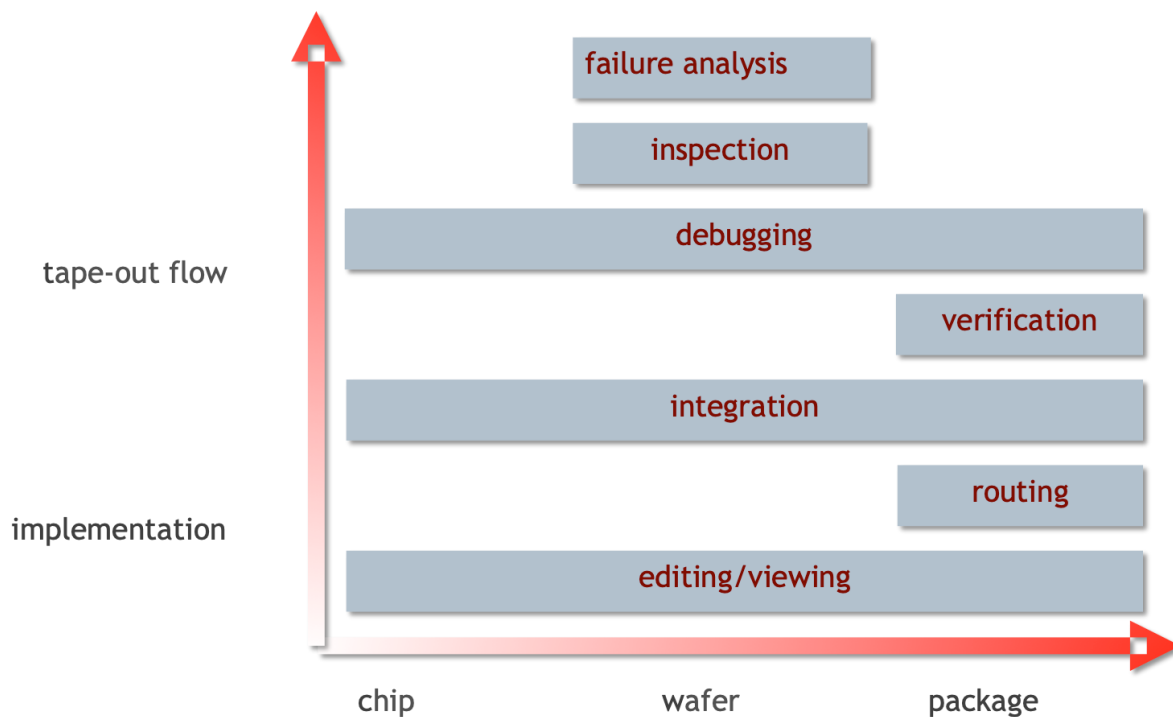 failure analysis
inspection
debugging
tape-out flow
verification
integration
routing
implementation
editing/viewing
chip
wafer
package